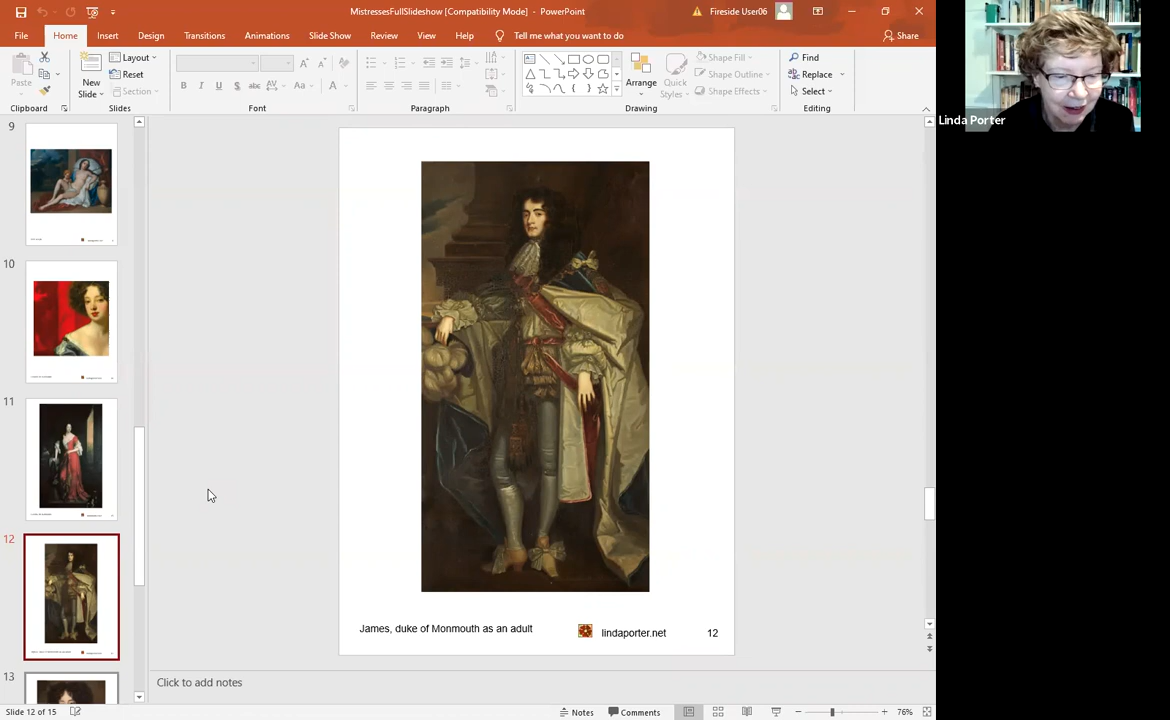 MistressesFullSlideshow [Compatibility Mode] - PowerPoint
Fireside User06
File
Home
Insert
Design
Transitions
Animations
Slide Show
Review
View
Help
Tell me what you want to do
Share
Paste
New
Slide
Layout
Reset
Section
B
I
U
S
abc
AV
Aa
A
Arrange
Quick
Styles
Shape Fill
Shape Outline
Shape Effects
Find
Replace
Select
Clipboard
Slides
Font
Paragraph
Drawing
Editing
Linda Porter
9
10
11
12
13
James, duke of Monmouth as an adult
lindaporter.net
12
Click to add notes
Slide 12 of 15
Notes
Comments
76%